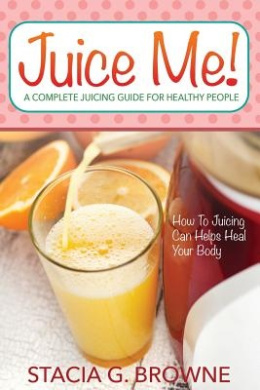 Juice Me!
A COMPLETE JUICING GUIDE FOR HEALTHY PEOPLE
How To Juicing
Can Helps Heal
Your Body
STACIA G. BROWNE